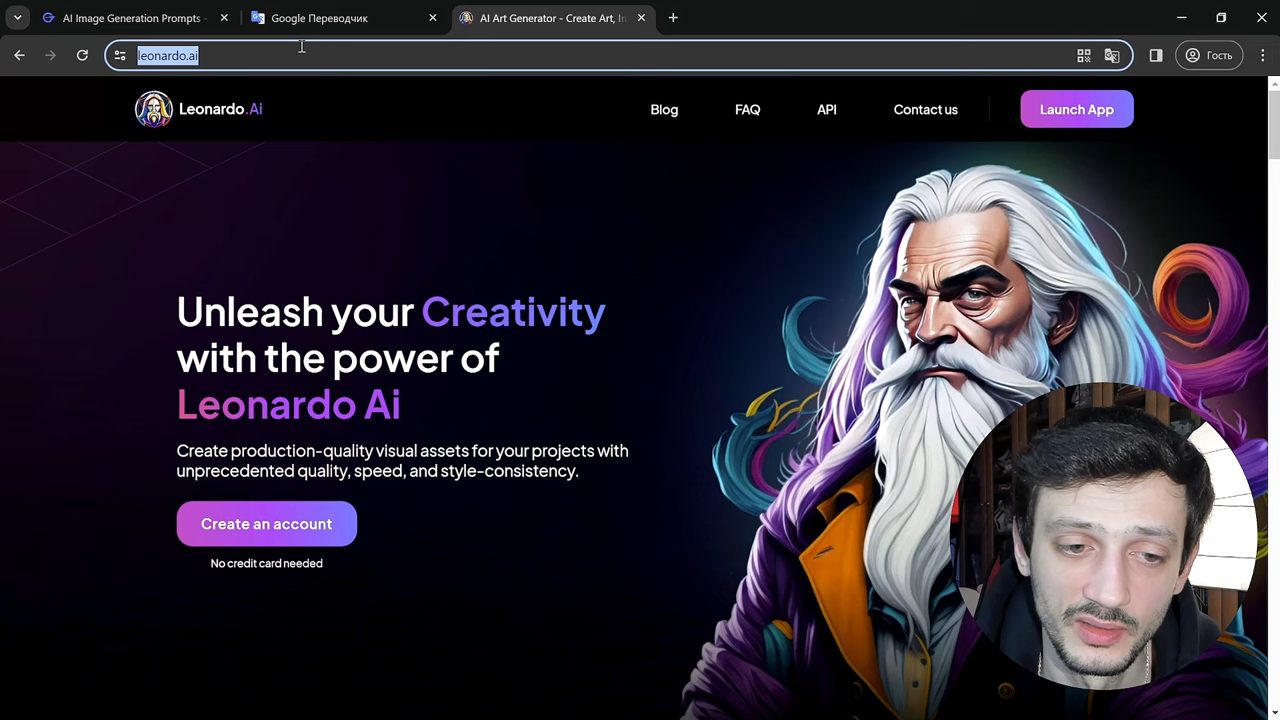 AI Image Generation Prompts -
Google Переводчик
AI Art Generator - Create Art, In
leonardo.ai
Гость
Leonardo.Ai
Blog
FAQ
API
Contact us
Launch App
Unleash your Creativity
with the power of
Leonardo Ai
Create production-quality visual assets for your projects with
unprecedented quality, speed, and style-consistency.
Create an account
No credit card needed